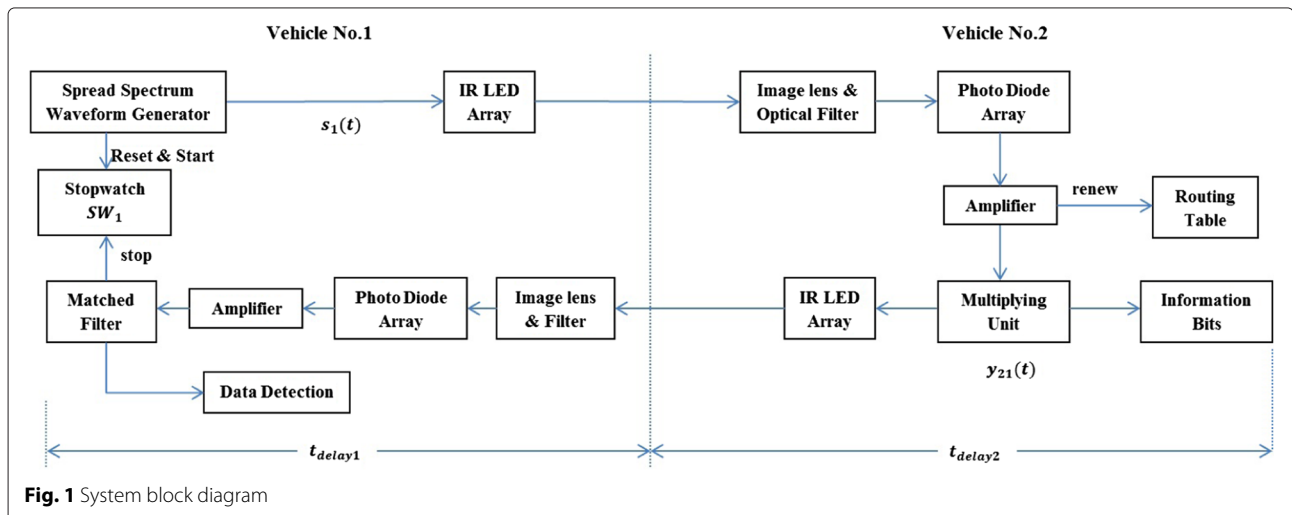 Vehicle No.1
Vehicle No.2
Spread Spectrum
Waveform Generator
IR LED
Array
Image lens &
Optical Filter
Photo Diode
Array
s₁(t)
Reset & Start
Stopwatch
SW₁
stop
Amplifier
renew
Routing
Table
Matched
Filter
Amplifier
Photo Diode
Array
Image lens
& Filter
IR LED
Array
Multiplying
Unit
Information
Bits
y₂₁(t)
Data Detection
t_delay1
t_delay2
Fig. 1 System block diagram